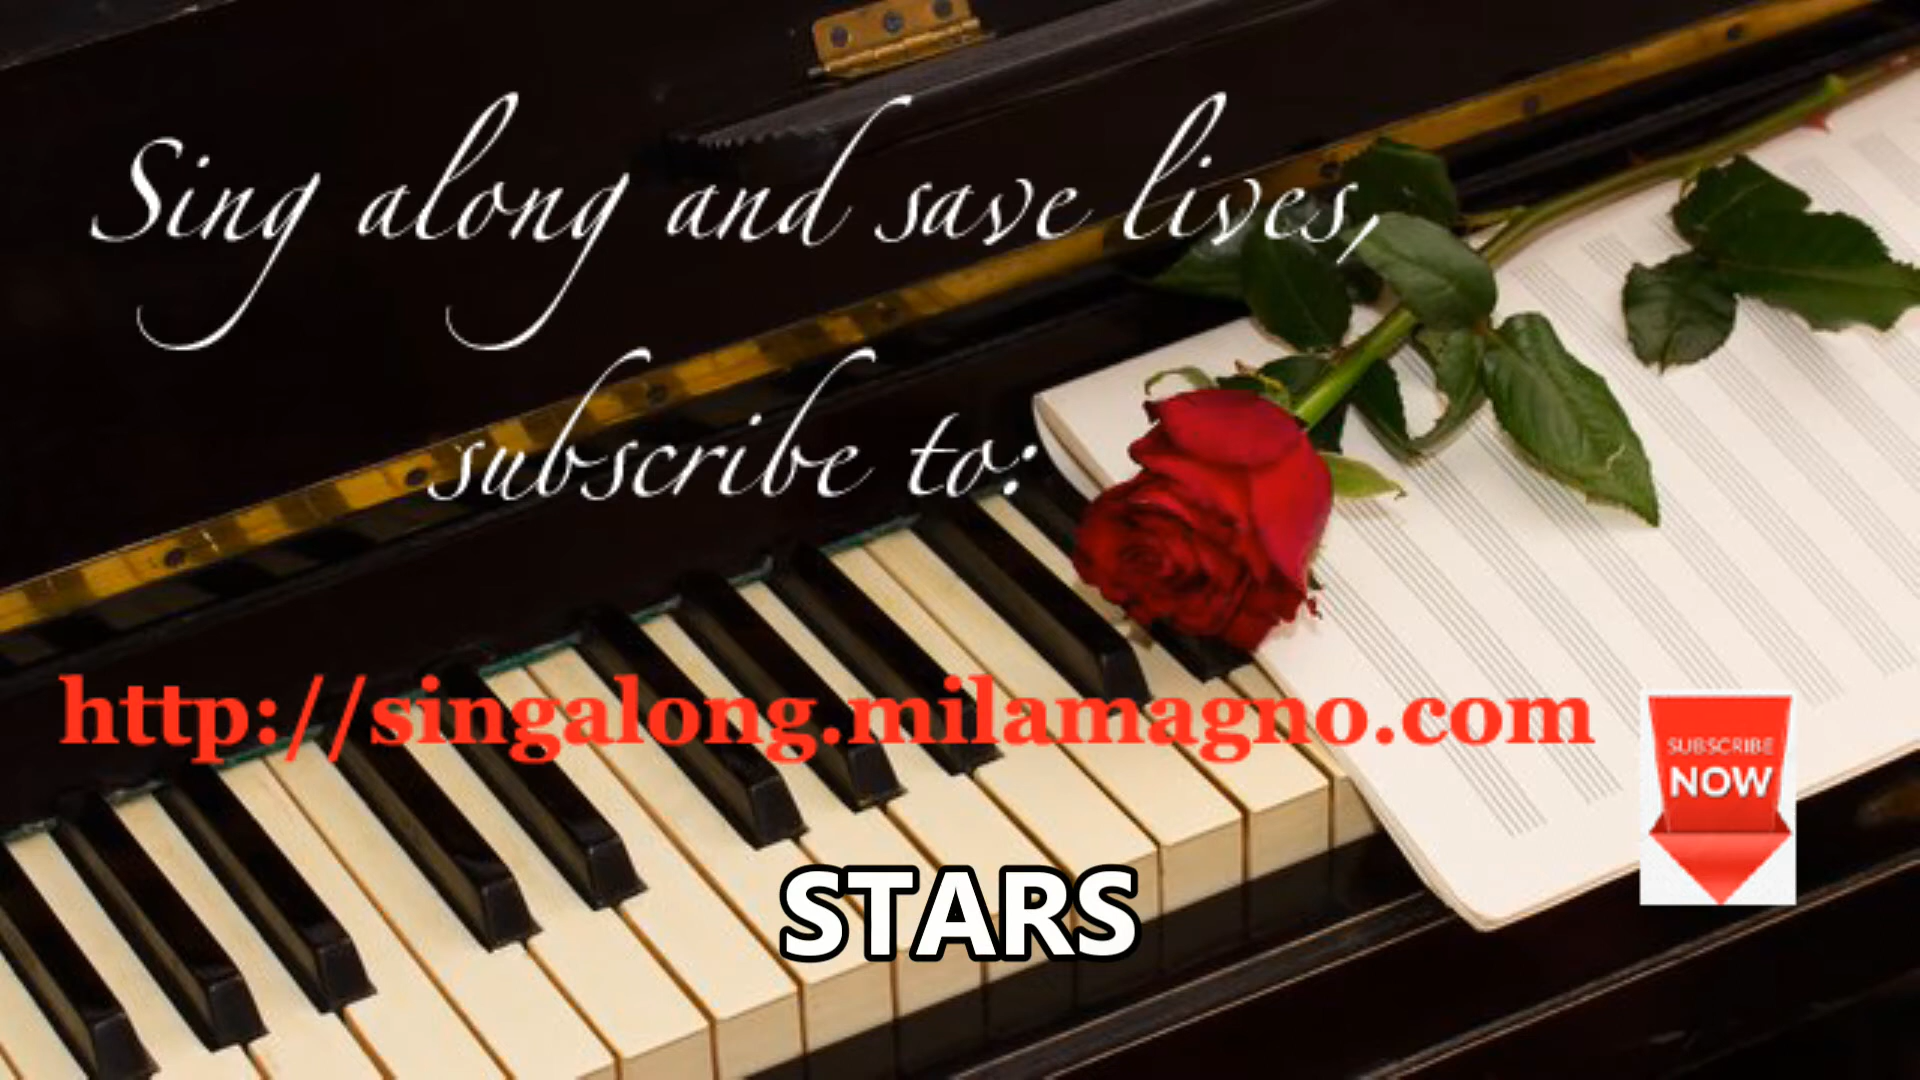 Sing along and save lives,
subscribe to:
http://singalong.milamagno.com
SUBSCRIBE
NOW
STARS